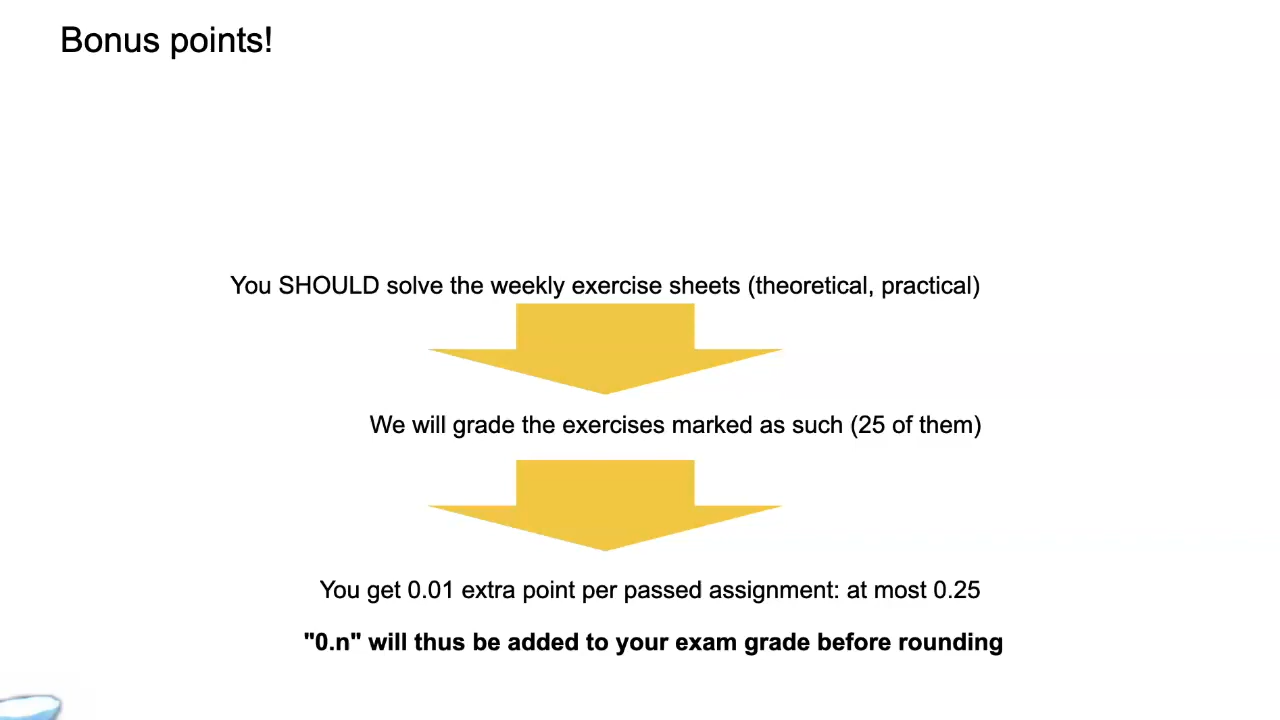 Bonus points!
You SHOULD solve the weekly exercise sheets (theoretical, practical)
We will grade the exercises marked as such (25 of them)
You get 0.01 extra point per passed assignment: at most 0.25
"0.n" will thus be added to your exam grade before rounding